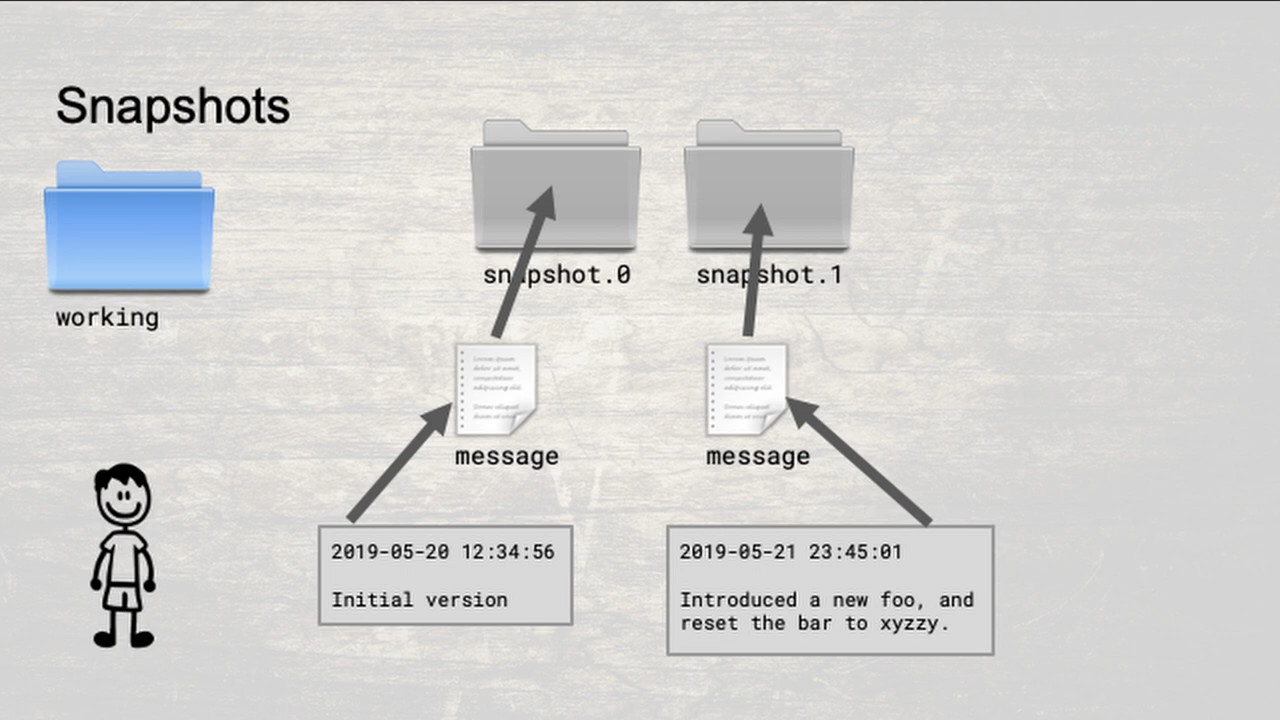 Snapshots
working
snapshot.0
snapshot.1
message
message
2019-05-20 12:34:56
Initial version
2019-05-21 23:45:01
Introduced a new foo, and
reset the bar to xyzzy.